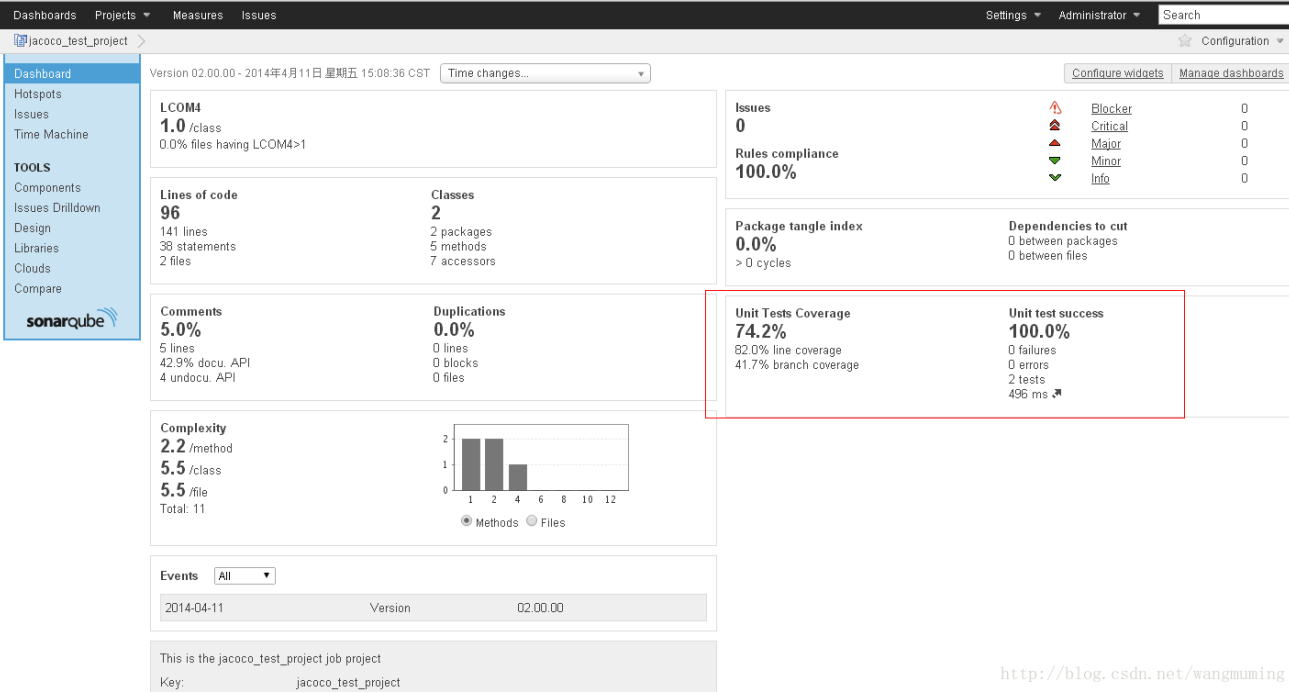 Dashboards Projects Measures Issues Settings Administrator Search
jacoco_test_project Configuration
Dashboard
Hotspots
Issues
Time Machine
TOOLS
Components
Issues Drilldown
Design
Libraries
Clouds
Compare
sonarqube
Version 02.00.00 - 2014年4月11日 星期五 15:08:36 CST Time changes... Configure widgets Manage dashboards
LCOM4
1.0 /class
0.0% files having LCOM4>1
Lines of code
96
141 lines
38 statements
2 files
Classes
2
2 packages
5 methods
7 accessors
Comments
5.0%
5 lines
42.9% docu. API
4 undocu. API
Duplications
0.0%
0 lines
0 blocks
0 files
Complexity
2.2 /method
5.5 /class
5.5 /file
Total: 11
2
1
0
1 2 4 6 8 10 12
Methods Files
Events All
2014-04-11 Version 02.00.00
This is the jacoco_test_project job project
Key: jacoco_test_project
Issues
0
Rules compliance
100.0%
Blocker 0
Critical 0
Major 0
Minor 0
Info 0
Package tangle index
0.0%
> 0 cycles
Dependencies to cut
0 between packages
0 between files
Unit Tests Coverage
74.2%
82.0% line coverage
41.7% branch coverage
Unit test success
100.0%
0 failures
0 errors
2 tests
496 ms
http://blog.csdn.net/wangmuming